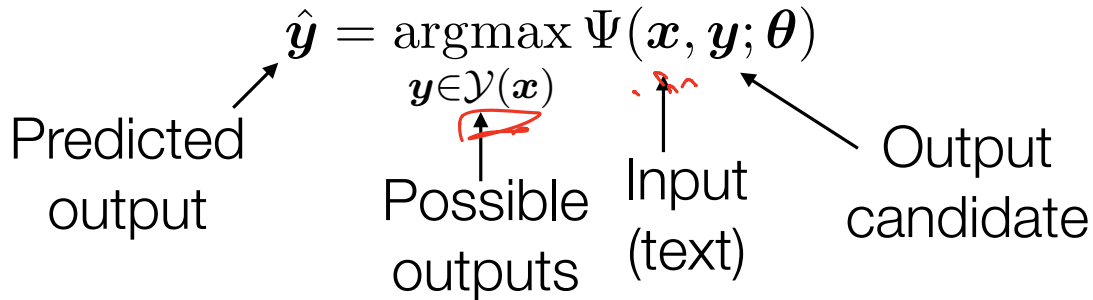 ŷ = argmax Ψ(x, y; θ)
y∈𝒴(x)
Predicted
output
Possible
outputs
Input
(text)
Output
candidate